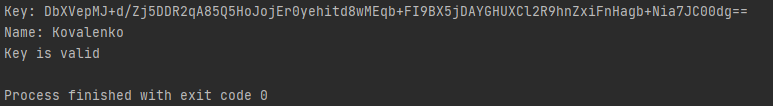 Key: DbXVepMJ+d/Zj5DDR2qA85Q5HoJojEr0yehitd8wMEqb+FI9BX5jDAYGHUXCl2R9hnZxiFnHagb+Nia7JC00dg==
Name: Kovalenko
Key is valid
Process finished with exit code 0